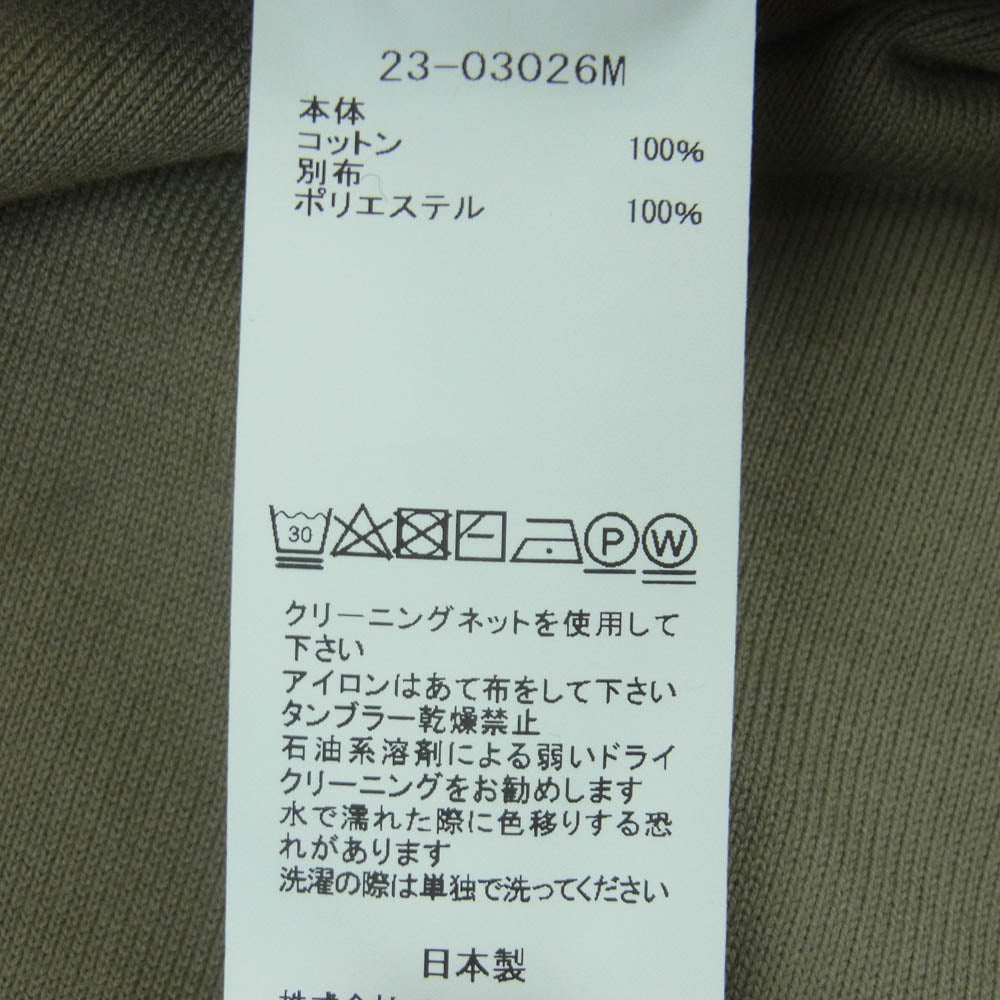 23-03026M
本体
コットン 100%
別布
ポリエステル 100%
30 P W
クリーニングネットを使用して
下さい
アイロンはあて布をして下さい
タンブラー乾燥禁止
石油系溶剤による弱いドライ
クリーニングをお勧めします
水で濡れた際に色移りする恐
れがあります
洗濯の際は単独で洗ってください
日本製
株式会社